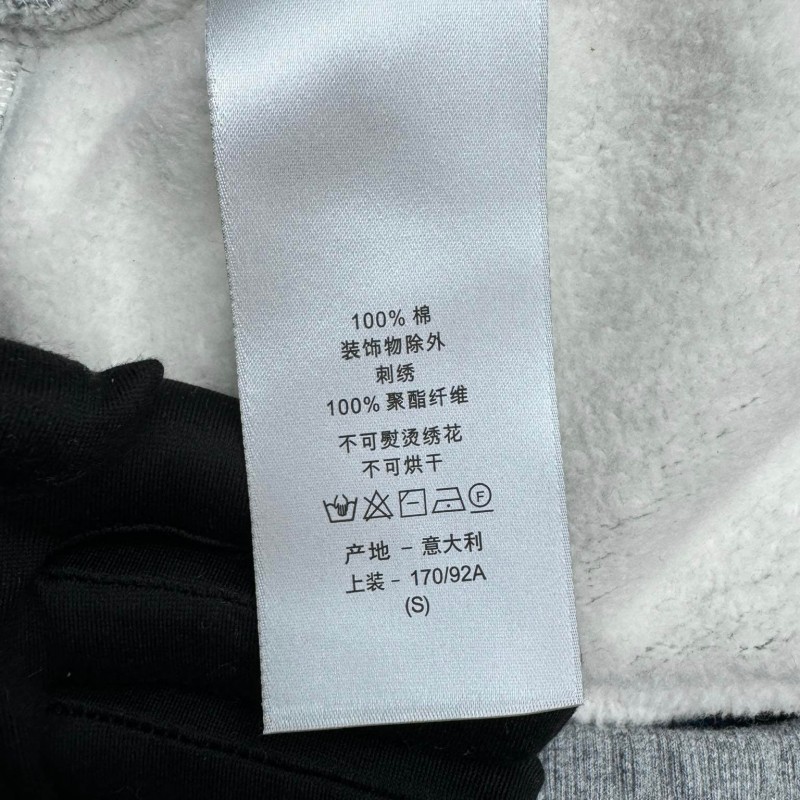 100% 棉
装饰物除外
刺绣
100% 聚酯纤维
不可熨烫绣花
不可烘干
F
产地 - 意大利
上装 - 170/92A
(S)